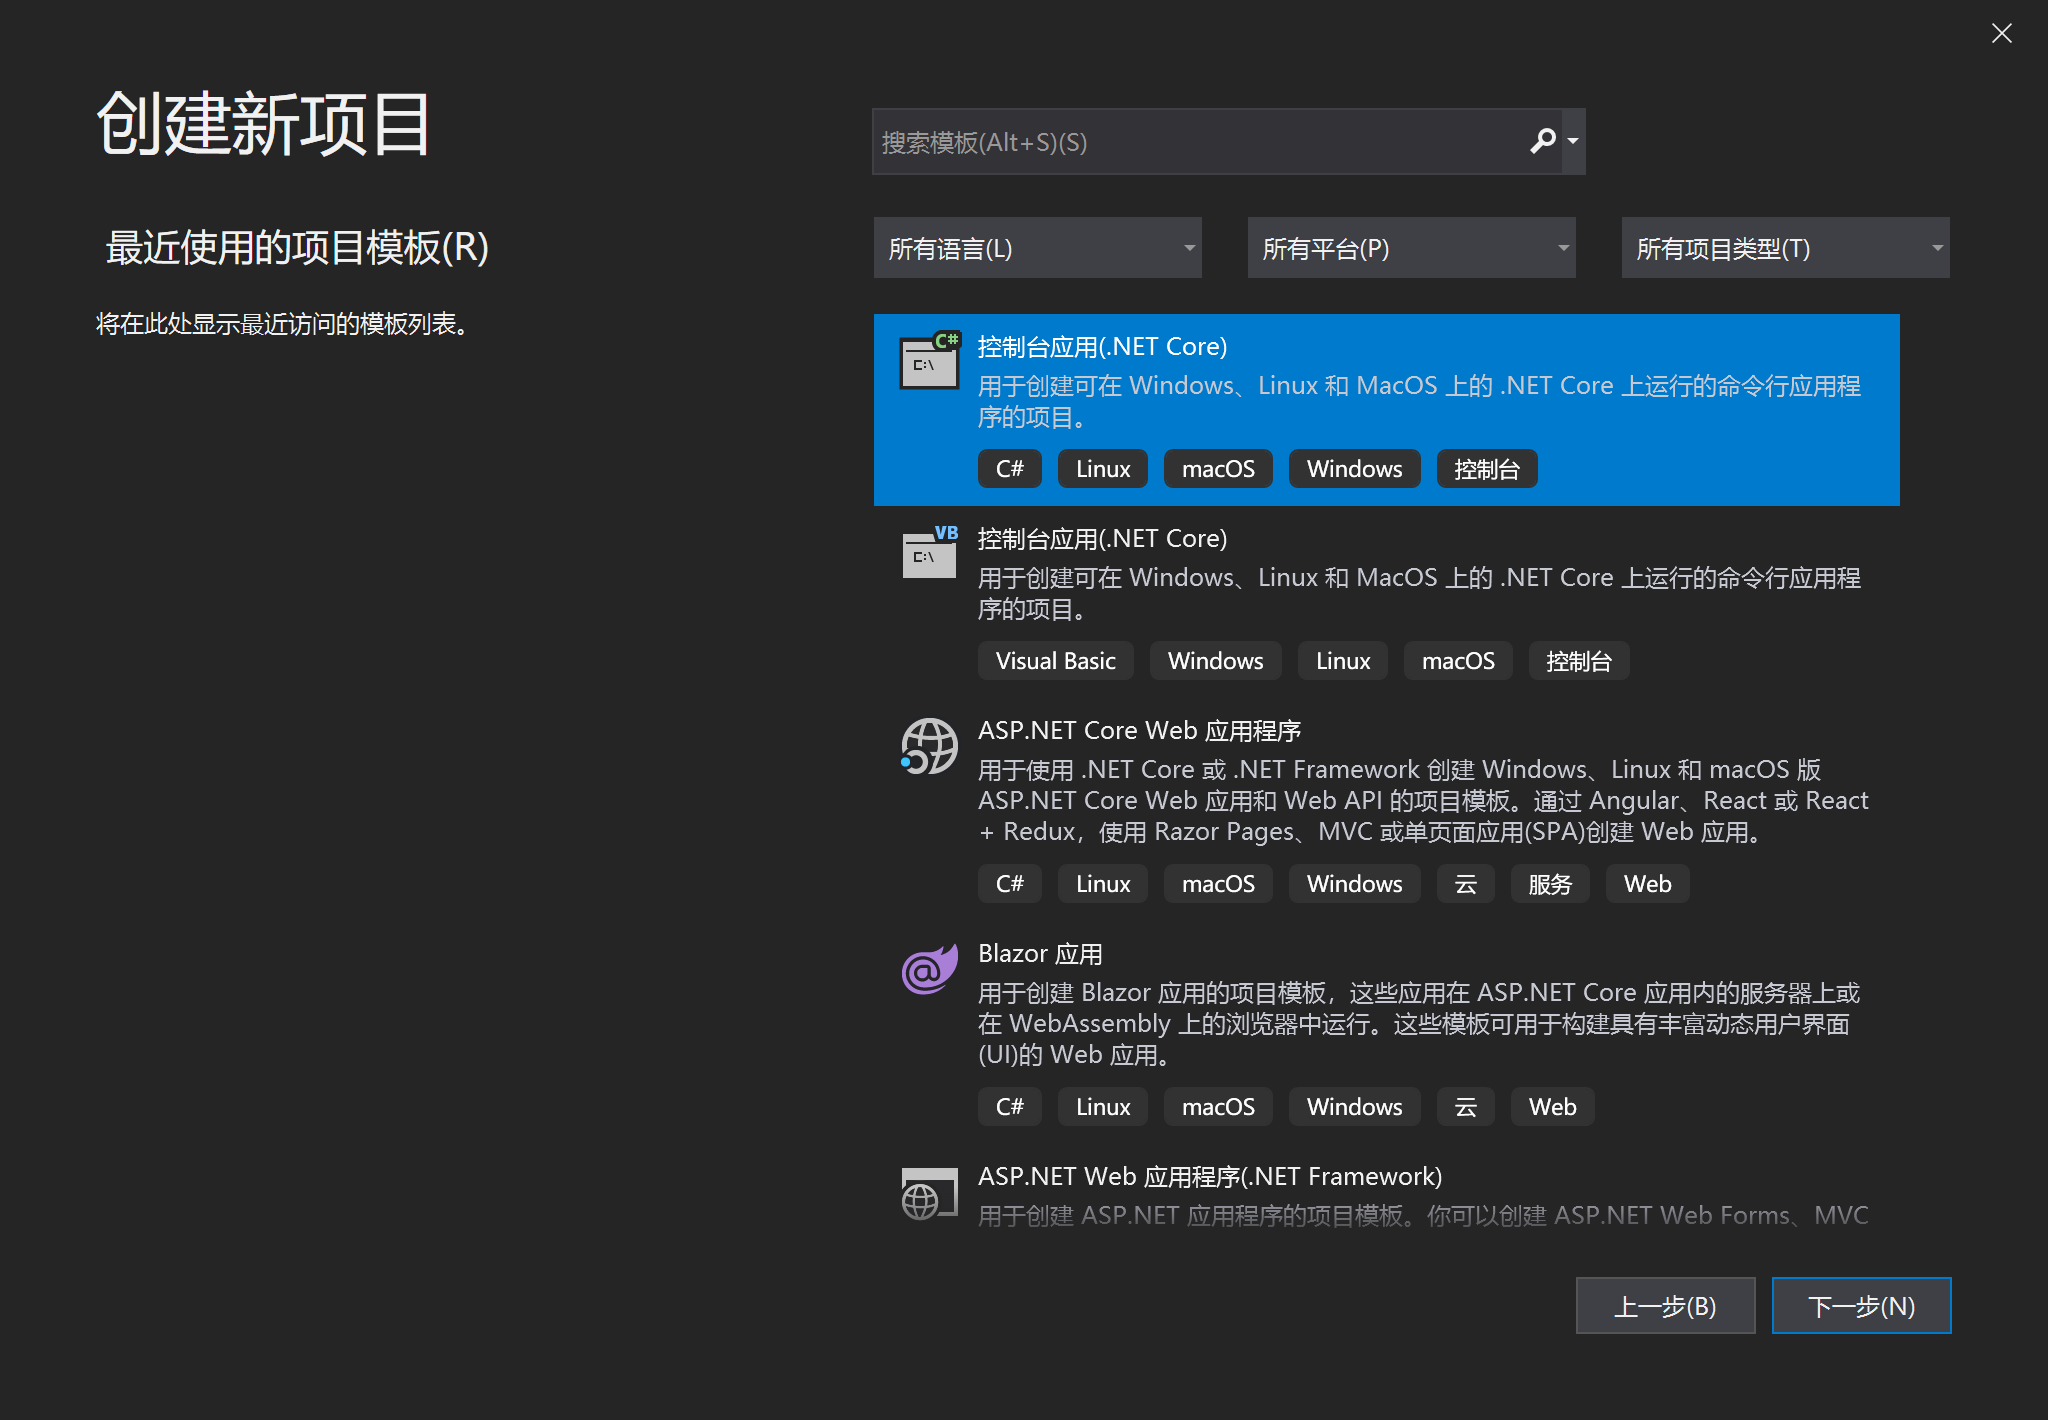 创建新项目
搜索模板(Alt+S)(S)
最近使用的项目模板(R)
所有语言(L) 所有平台(P) 所有项目类型(T)
将在此处显示最近访问的模板列表。
C#
C:\
控制台应用(.NET Core)
用于创建可在 Windows、Linux 和 MacOS 上的 .NET Core 上运行的命令行应用程
序的项目。
C# Linux macOS Windows 控制台
VB
C:\
控制台应用(.NET Core)
用于创建可在 Windows、Linux 和 MacOS 上的 .NET Core 上运行的命令行应用程
序的项目。
Visual Basic Windows Linux macOS 控制台
ASP.NET Core Web 应用程序
用于使用 .NET Core 或 .NET Framework 创建 Windows、Linux 和 macOS 版
ASP.NET Core Web 应用和 Web API 的项目模板。通过 Angular、React 或 React
+ Redux，使用 Razor Pages、MVC 或单页面应用(SPA)创建 Web 应用。
C# Linux macOS Windows 云 服务 Web
Blazor 应用
用于创建 Blazor 应用的项目模板，这些应用在 ASP.NET Core 应用内的服务器上或
在 WebAssembly 上的浏览器中运行。这些模板可用于构建具有丰富动态用户界面
(UI)的 Web 应用。
C# Linux macOS Windows 云 Web
ASP.NET Web 应用程序(.NET Framework)
用于创建 ASP.NET 应用程序的项目模板。你可以创建 ASP.NET Web Forms、MVC
上一步(B) 下一步(N)